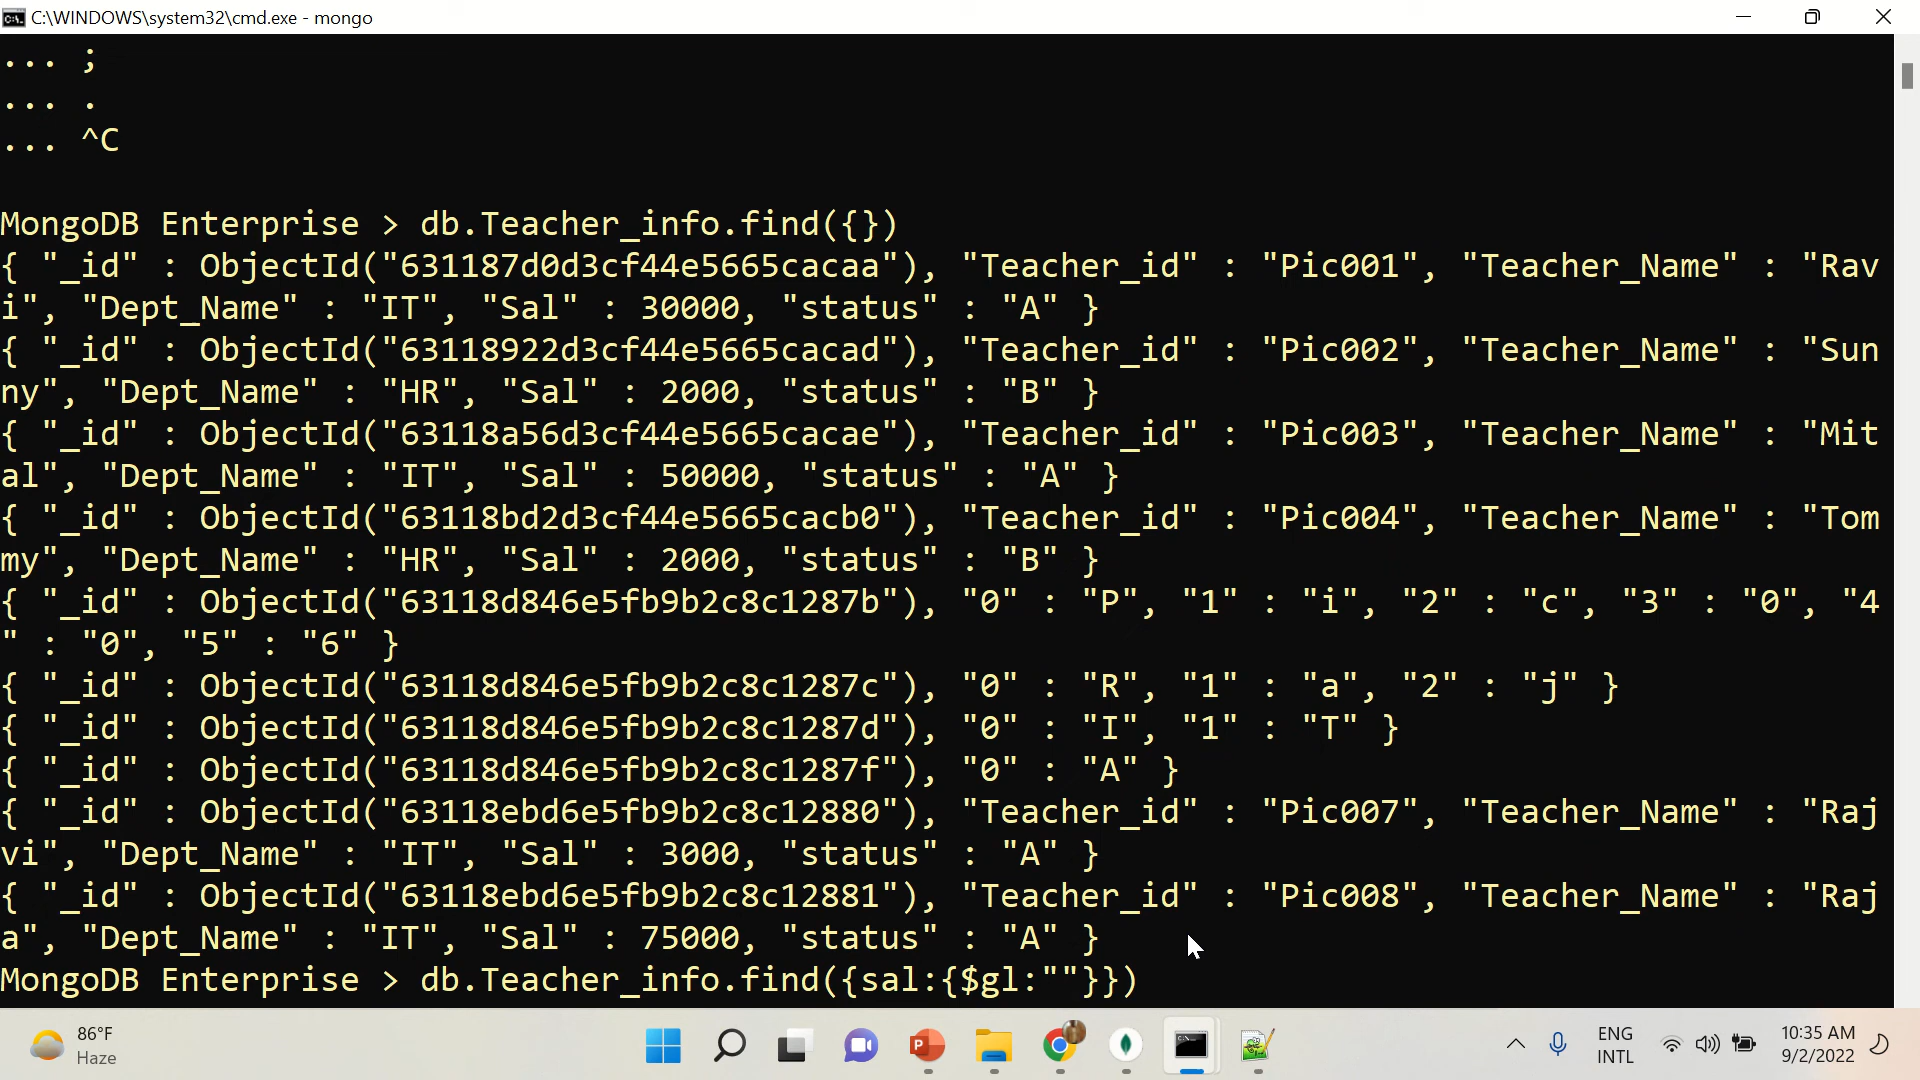 C:\WINDOWS\system32\cmd.exe - mongo
... ;
... .
... ^C
MongoDB Enterprise > db.Teacher_info.find({})
{ "_id" : ObjectId("631187d0d3cf44e5665cacaa"), "Teacher_id" : "Pic001", "Teacher_Name" : "Rav
i", "Dept_Name" : "IT", "Sal" : 30000, "status" : "A" }
{ "_id" : ObjectId("63118922d3cf44e5665cacad"), "Teacher_id" : "Pic002", "Teacher_Name" : "Sun
ny", "Dept_Name" : "HR", "Sal" : 2000, "status" : "B" }
{ "_id" : ObjectId("63118a56d3cf44e5665cacae"), "Teacher_id" : "Pic003", "Teacher_Name" : "Mit
al", "Dept_Name" : "IT", "Sal" : 50000, "status" : "A" }
{ "_id" : ObjectId("63118bd2d3cf44e5665cacb0"), "Teacher_id" : "Pic004", "Teacher_Name" : "Tom
my", "Dept_Name" : "HR", "Sal" : 2000, "status" : "B" }
{ "_id" : ObjectId("63118d846e5fb9b2c8c1287b"), "0" : "P", "1" : "i", "2" : "c", "3" : "0", "4
" : "0", "5" : "6" }
{ "_id" : ObjectId("63118d846e5fb9b2c8c1287c"), "0" : "R", "1" : "a", "2" : "j" }
{ "_id" : ObjectId("63118d846e5fb9b2c8c1287d"), "0" : "I", "1" : "T" }
{ "_id" : ObjectId("63118d846e5fb9b2c8c1287f"), "0" : "A" }
{ "_id" : ObjectId("63118ebd6e5fb9b2c8c12880"), "Teacher_id" : "Pic007", "Teacher_Name" : "Raj
vi", "Dept_Name" : "IT", "Sal" : 3000, "status" : "A" }
{ "_id" : ObjectId("63118ebd6e5fb9b2c8c12881"), "Teacher_id" : "Pic008", "Teacher_Name" : "Raj
a", "Dept_Name" : "IT", "Sal" : 75000, "status" : "A" }
MongoDB Enterprise > db.Teacher_info.find({sal:{$gl:""}})
86°F
Haze
ENG
INTL
10:35 AM
9/2/2022